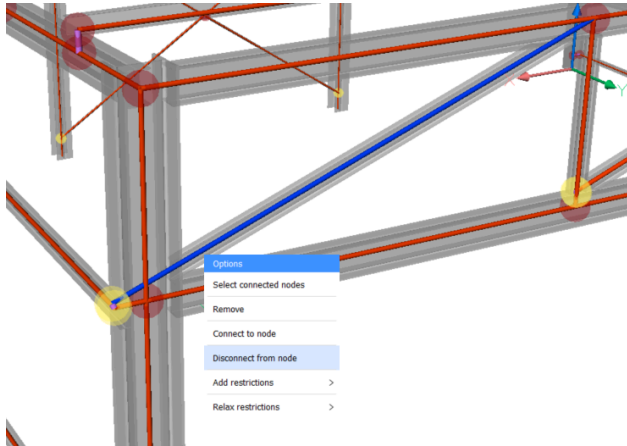 Y
Options
Select connected nodes
Remove
Connect to node
Disconnect from node
Add restrictions >
Relax restrictions >